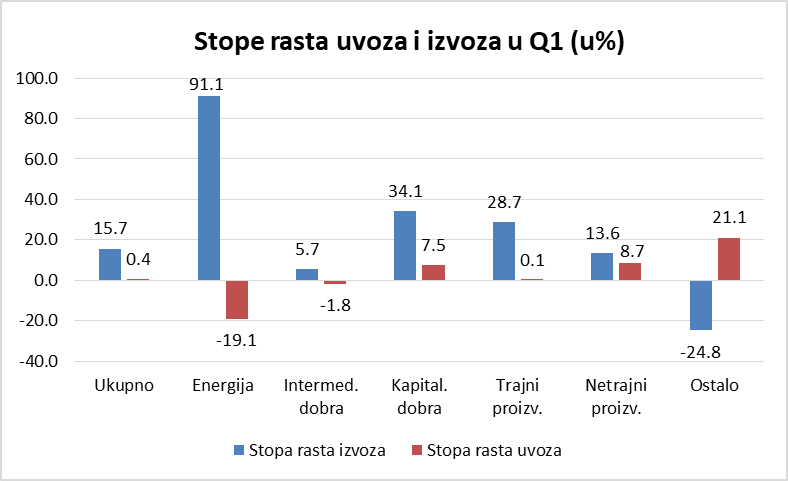 Stope rasta uvoza i izvoza u Q1 (u%)
100.0
80.0
60.0
40.0
20.0
0.0
-20.0
-40.0
15.7
0.4
91.1
-19.1
5.7
-1.8
34.1
7.5
28.7
0.1
13.6
8.7
-24.8
21.1
Ukupno
Energija
Intermed.
dobra
Kapital.
dobra
Trajni
proizv.
Netrajni
proizv.
Ostalo
Stopa rasta izvoza
Stopa rasta uvoza